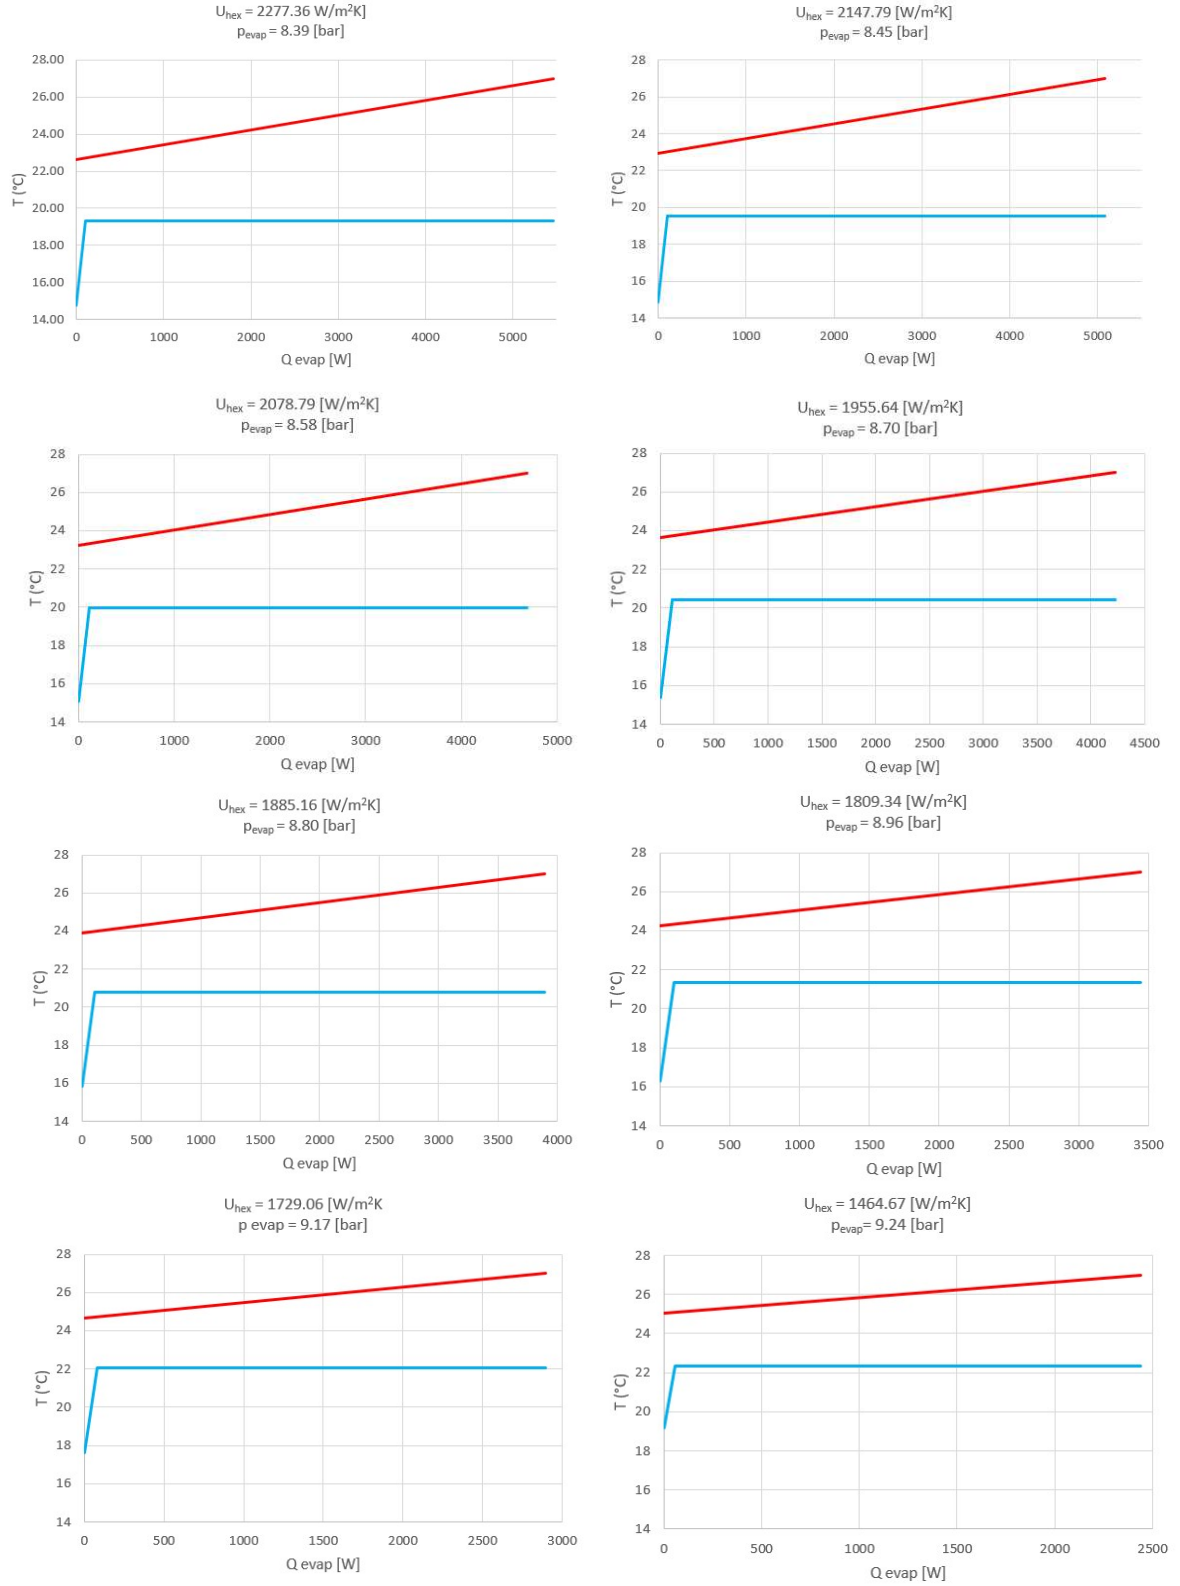 Uhex = 2277.36 W/m²K]
pevap = 8.39 [bar]
28.00
26.00
24.00
22.00
20.00
18.00
16.00
14.00
T (°C)
0 1000 2000 3000 4000 5000
Q evap [W]
Uhex = 2147.79 [W/m²K]
pevap = 8.45 [bar]
28
26
24
22
20
18
16
14
T (°C)
0 1000 2000 3000 4000 5000
Q evap [W]
Uhex = 2078.79 [W/m²K]
pevap = 8.58 [bar]
28
26
24
22
20
18
16
14
T (°C)
0 1000 2000 3000 4000 5000
Q evap [W]
Uhex = 1955.64 [W/m²K]
pevap = 8.70 [bar]
28
26
24
22
20
18
16
14
T (°C)
0 500 1000 1500 2000 2500 3000 3500 4000 4500
Q evap [W]
Uhex = 1885.16 [W/m²K]
pevap = 8.80 [bar]
28
26
24
22
20
18
16
14
T (°C)
0 500 1000 1500 2000 2500 3000 3500 4000
Q evap [W]
Uhex = 1809.34 [W/m²K]
pevap = 8.96 [bar]
28
26
24
22
20
18
16
14
T (°C)
0 500 1000 1500 2000 2500 3000 3500
Q evap [W]
Uhex = 1729.06 [W/m²K
p evap = 9.17 [bar]
28
26
24
22
20
18
16
14
T (°C)
0 500 1000 1500 2000 2500 3000
Q evap [W]
Uhex = 1464.67 [W/m²K]
pevap= 9.24 [bar]
28
26
24
22
20
18
16
14
T (°C)
0 500 1000 1500 2000 2500
Q evap [W]